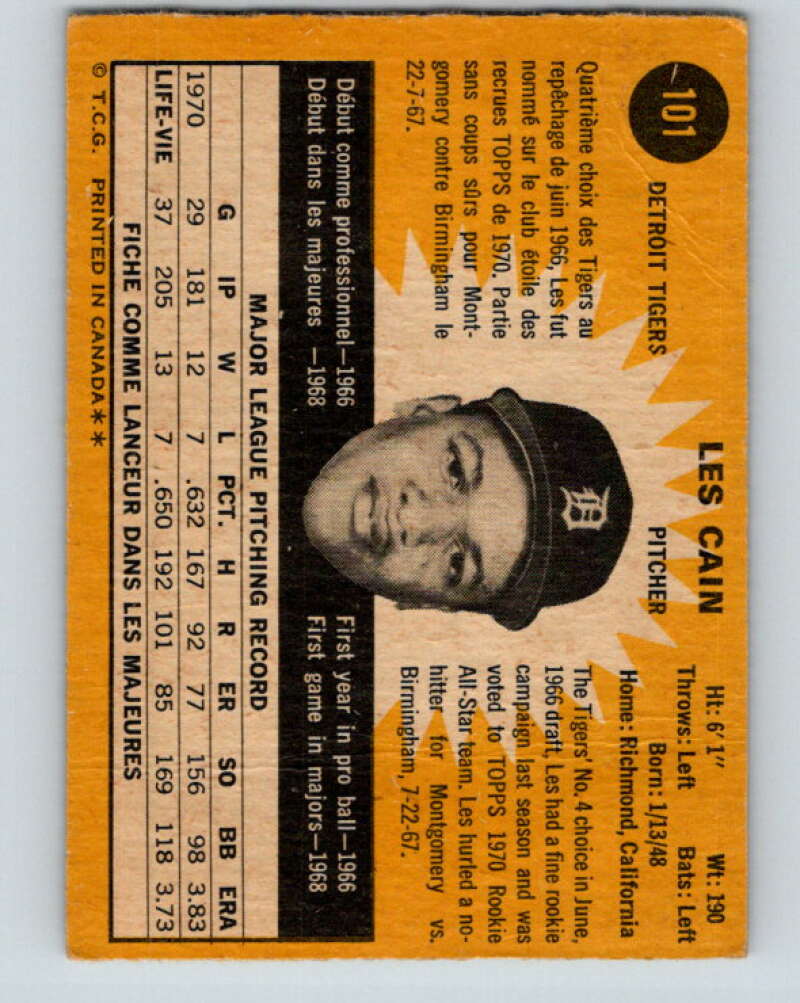 101
LES CAIN
DETROIT TIGERS
PITCHER
Ht: 6'1" Wt: 190
Throws: Left Bats: Left
Born: 1/13/48
Home: Richmond, California
Quatrième choix des Tigers au
repêchage de juin 1966, Les fut
nommé sur le club étoile des
recrues TOPPS de 1970. Partie
sans coups sûrs pour Mont-
gomery contre Birmingham le
22-7-67.
The Tigers' No. 4 choice in June,
1966 draft, Les had a fine rookie
campaign last season and was
voted to TOPPS 1970 Rookie
All-Star team. Les hurled a no-
hitter for Montgomery vs.
Birmingham, 7-22-67.
Début comme professionnel—1966
Début dans les majeures —1968
First year in pro ball—1966
First game in majors—1968
MAJOR LEAGUE PITCHING RECORD
G IP W L PCT. H R ER SO BB ERA
1970 29 181 12 7 .632 167 92 77 156 98 3.83
LIFE-VIE 37 205 13 7 .650 192 101 85 169 118 3.73
FICHE COMME LANCEUR DANS LES MAJEURES
© T.C.G. PRINTED IN CANADA**